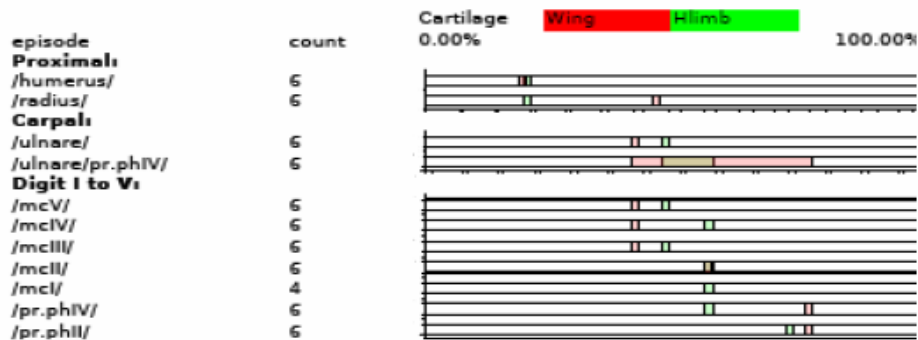 Cartilage Wing Hlimb
episode count 0.00% 100.00%
Proximal:
/humerus/ 6
/radius/ 6
Carpal:
/ulnare/ 6
/ulnare/pr.phIV/ 6
Digit I to V:
/mcV/ 6
/mcIV/ 6
/mcIII/ 6
/mcII/ 6
/mcI/ 4
/pr.phIV/ 6
/pr.phII/ 6